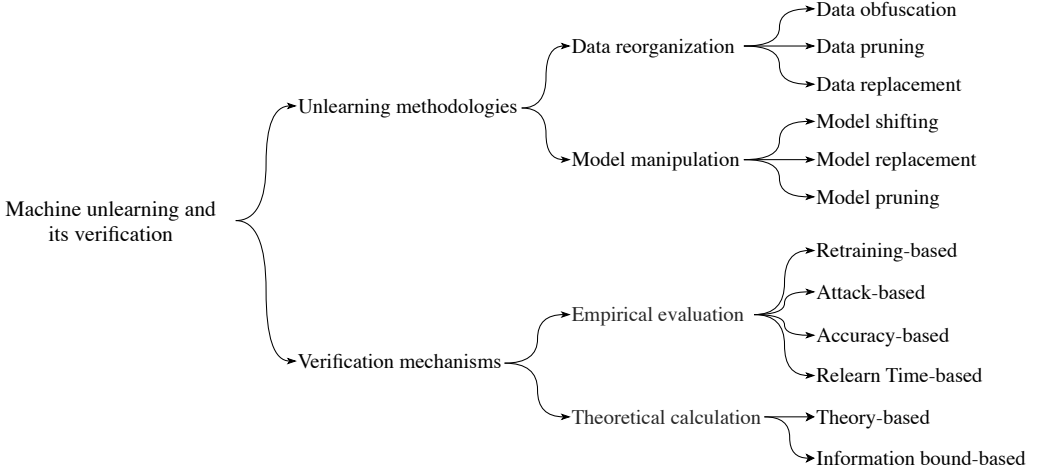 Machine unlearning and
its verification
Unlearning methodologies
Data reorganization
Data obfuscation
Data pruning
Data replacement
Model manipulation
Model shifting
Model replacement
Model pruning
Verification mechanisms
Empirical evaluation
Retraining-based
Attack-based
Accuracy-based
Relearn Time-based
Theoretical calculation
Theory-based
Information bound-based